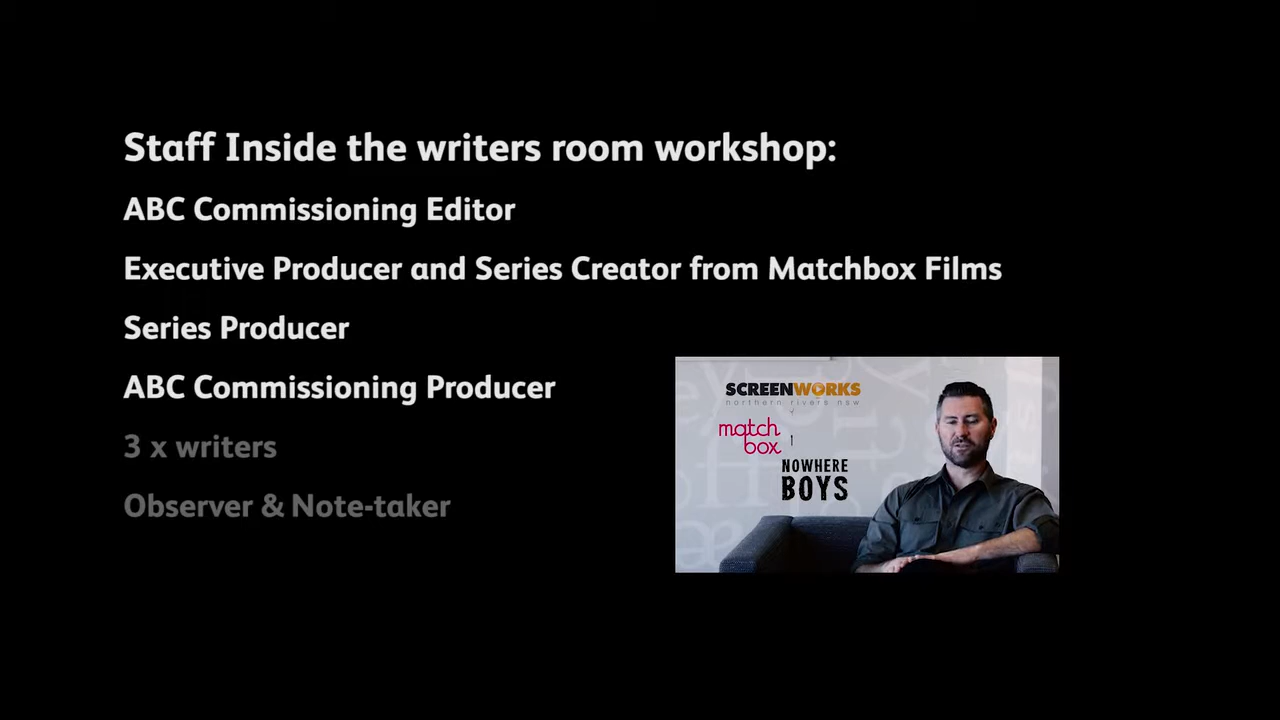 Staff Inside the writers room workshop:
ABC Commissioning Editor
Executive Producer and Series Creator from Matchbox Films
Series Producer
ABC Commissioning Producer
3 x writers
Observer & Note-taker
SCREENWORKS
northern rivers nsw
match
box
NOWHERE
BOYS